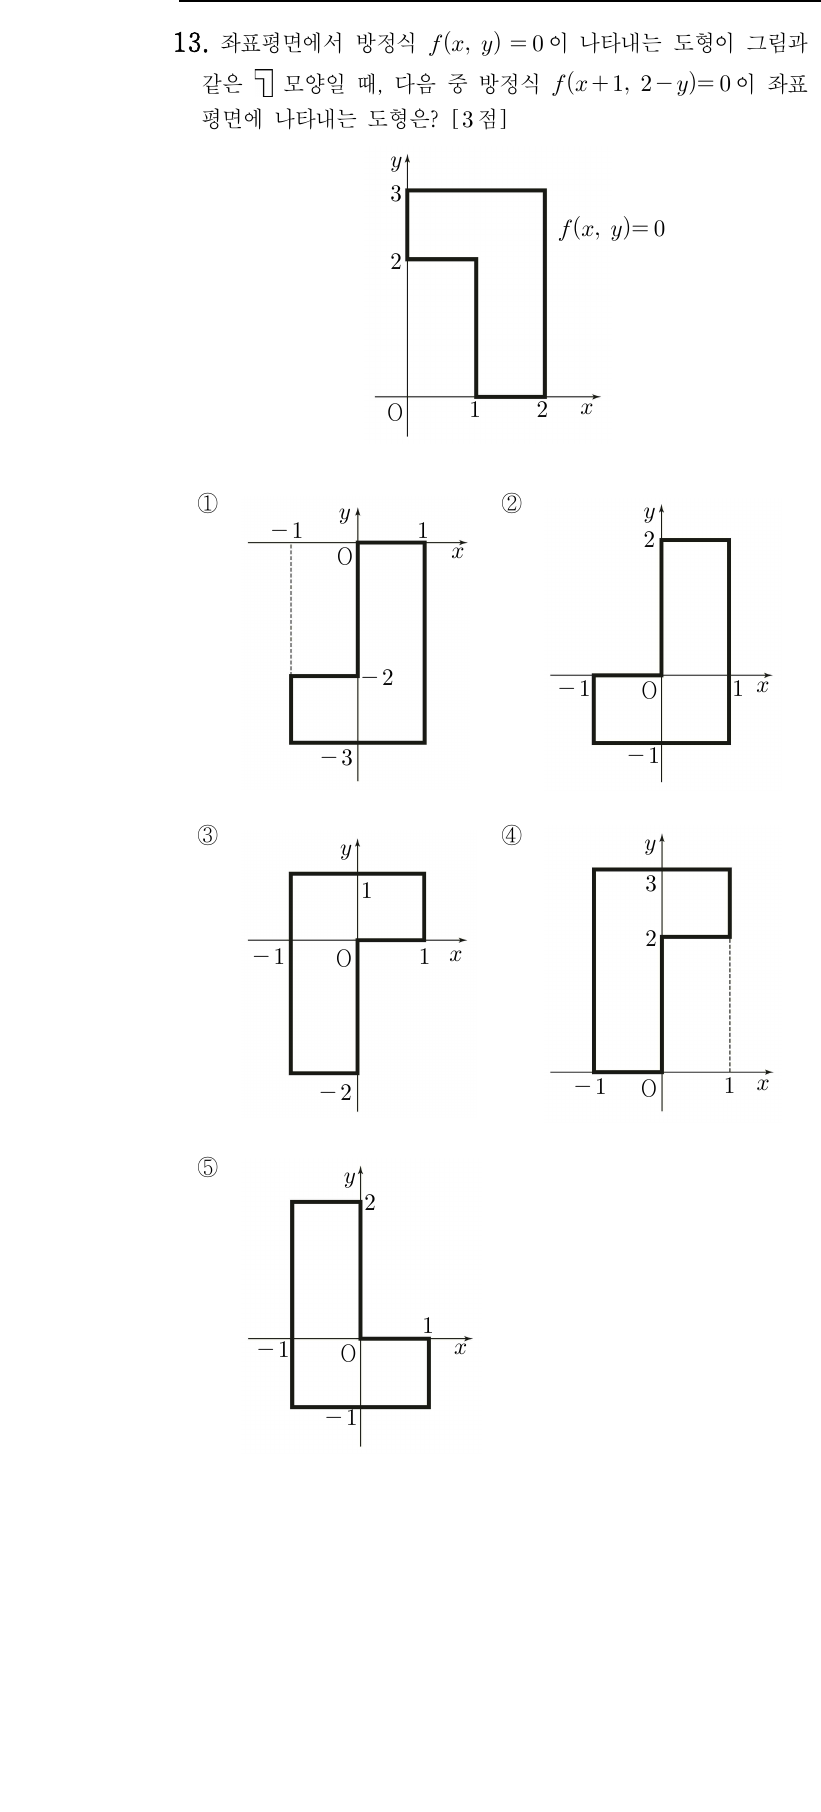 13. 좌표평면에서 방정식 f(x, y) = 0 이 나타내는 도형이 그림과
같은 ㄱ 모양일 때, 다음 중 방정식 f(x+1, 2-y)=0 이 좌표
평면에 나타내는 도형은? [3점]
y
3
f(x, y)=0
2
O 1 2 x
① ②
y
-1 1
O x
-2
-3
y
2
-1 O 1 x
-1
③ ④
y
1
-1 O 1 x
-2
y
3
2
-1 O 1 x
⑤
y
2
1
-1 O x
-1